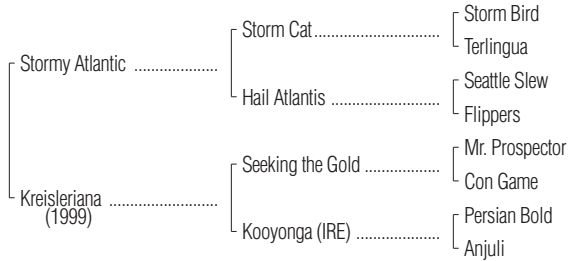 Storm Bird
Storm Cat
Terlingua
Stormy Atlantic
Seattle Slew
Hail Atlantis
Flippers
Mr. Prospector
Seeking the Gold
Con Game
Kreisleriana
(1999)
Persian Bold
Kooyonga (IRE)
Anjuli